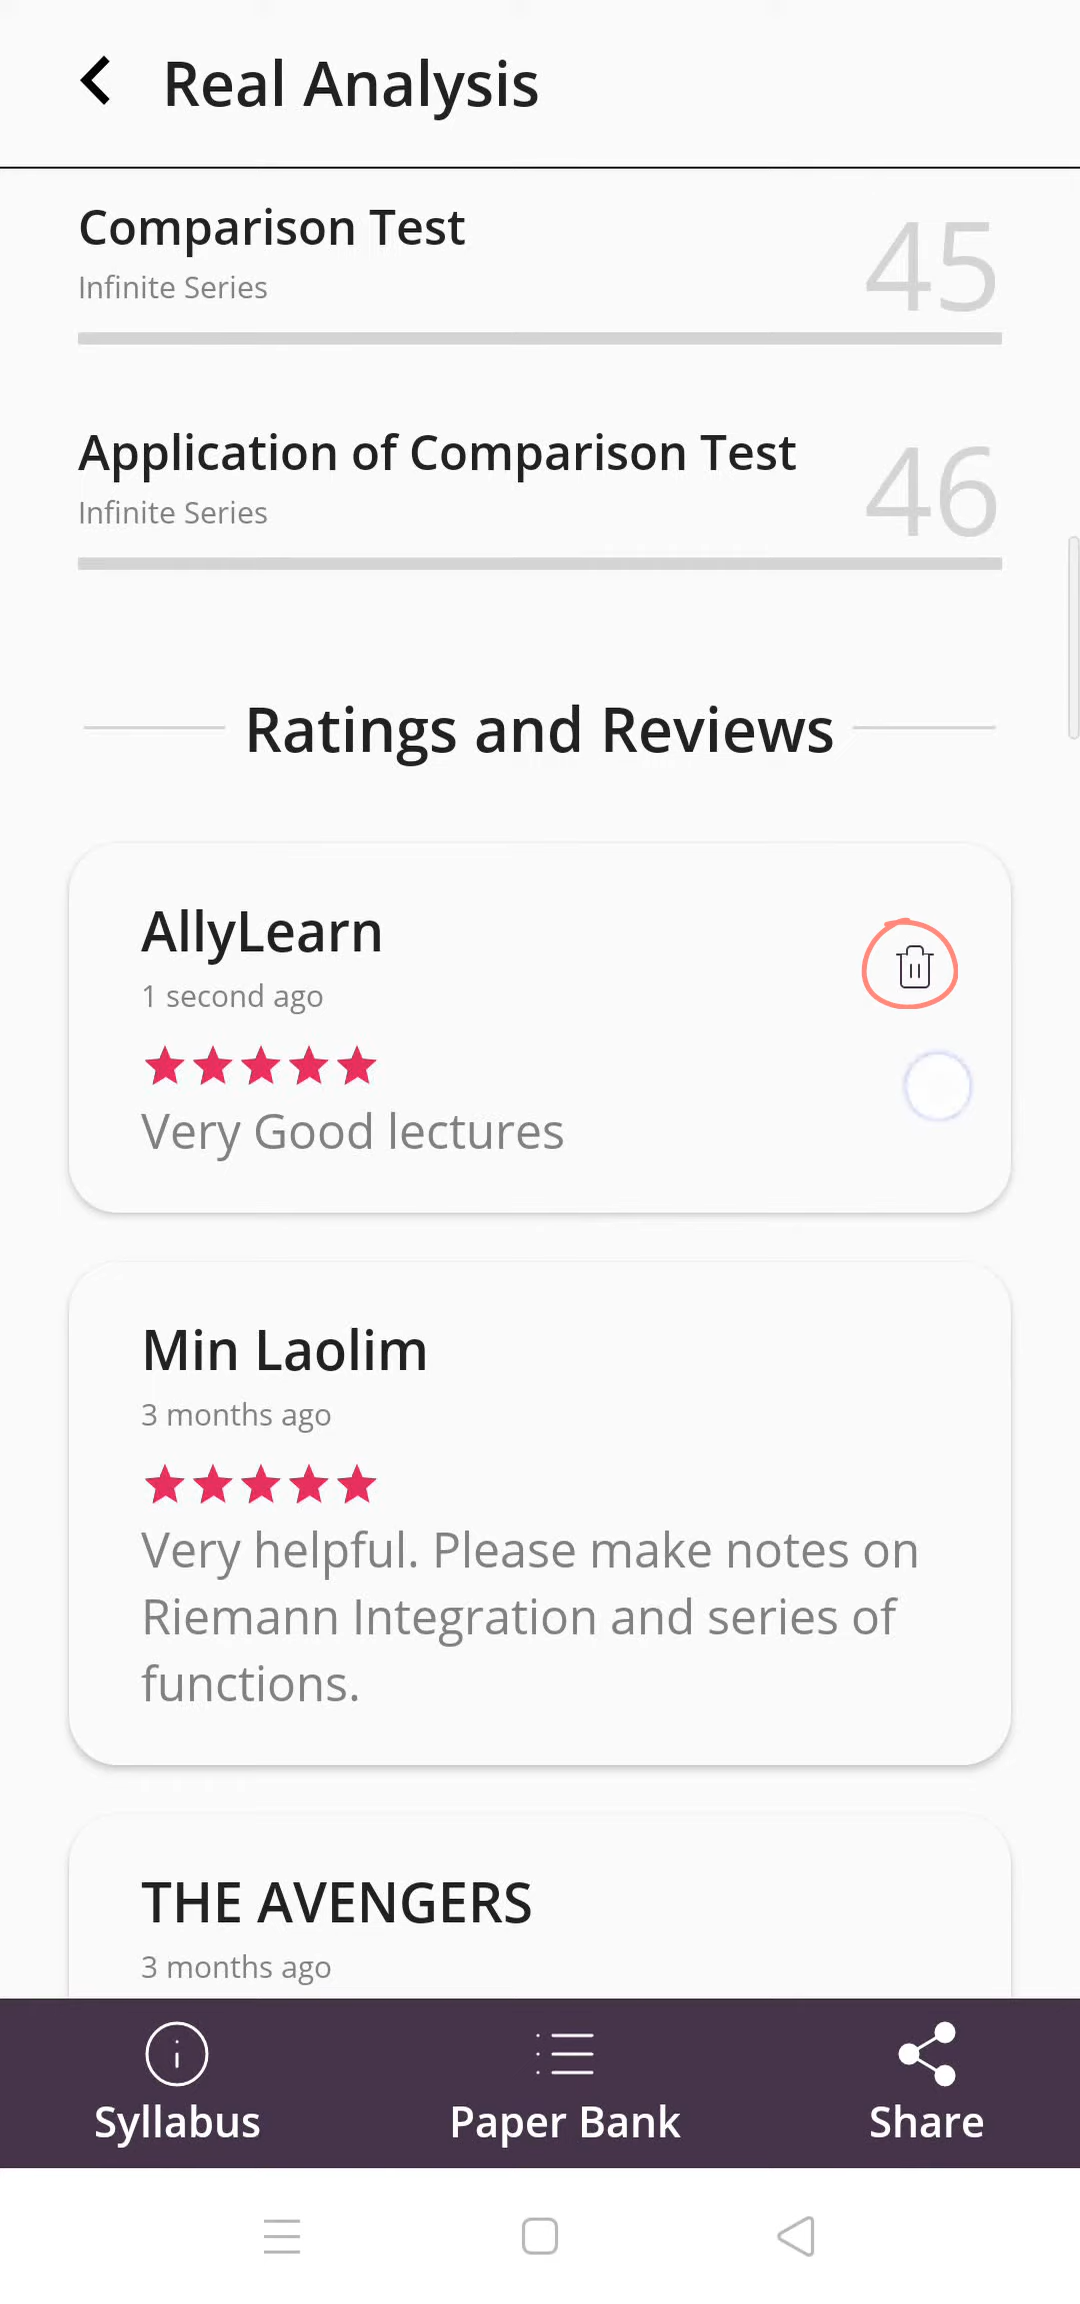 Real Analysis
Comparison Test
Infinite Series
45
Application of Comparison Test
Infinite Series
46
Ratings and Reviews
AllyLearn
1 second ago
Very Good lectures
Min Laolim
3 months ago
Very helpful. Please make notes on
Riemann Integration and series of
functions.
THE AVENGERS
3 months ago
Syllabus
Paper Bank
Share